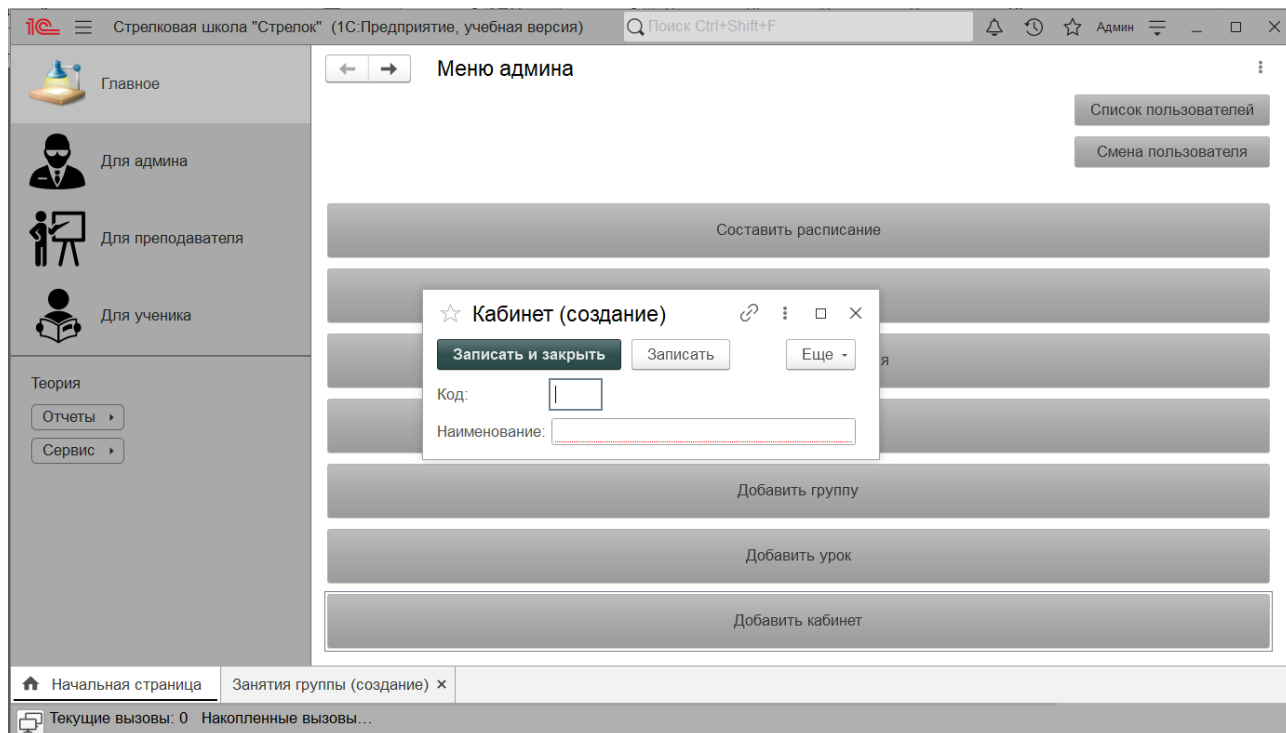 Стрелковая школа "Стрелок" (1С:Предприятие, учебная версия)
Поиск Ctrl+Shift+F
Админ
Главное
Для админа
Для преподавателя
Для ученика
Теория
Отчеты
Сервис
Меню админа
Список пользователей
Смена пользователя
Составить расписание
Кабинет (создание)
Записать и закрыть
Записать
Еще
Код:
Наименование:
я
Добавить группу
Добавить урок
Добавить кабинет
Начальная страница
Занятия группы (создание)
Текущие вызовы: 0 Накопленные вызовы…